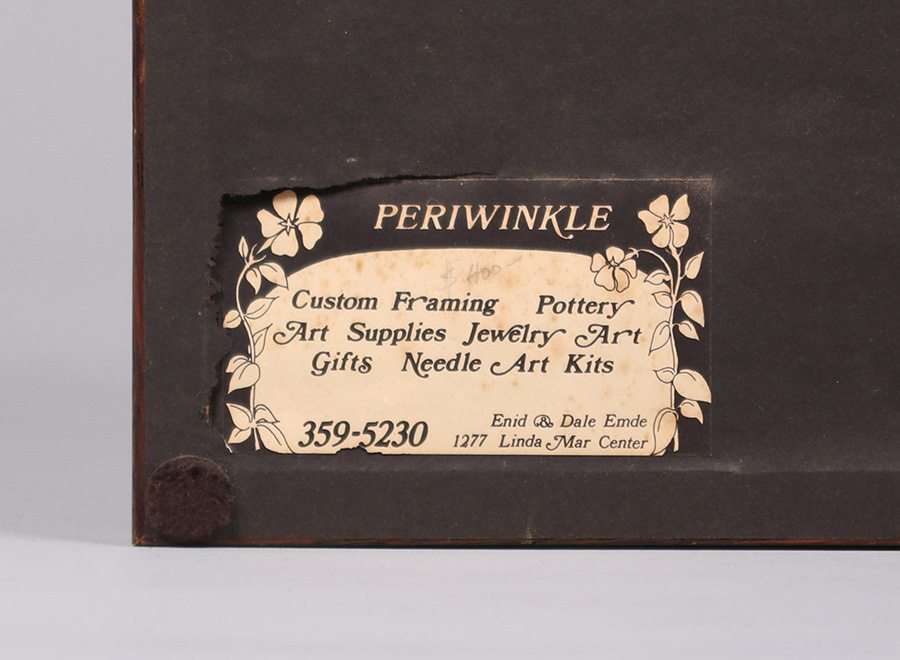 PERIWINKLE
$400
Custom Framing Pottery
Art Supplies Jewelry Art
Gifts Needle Art Kits
359-5230
Enid & Dale Emde
1277 Linda Mar Center